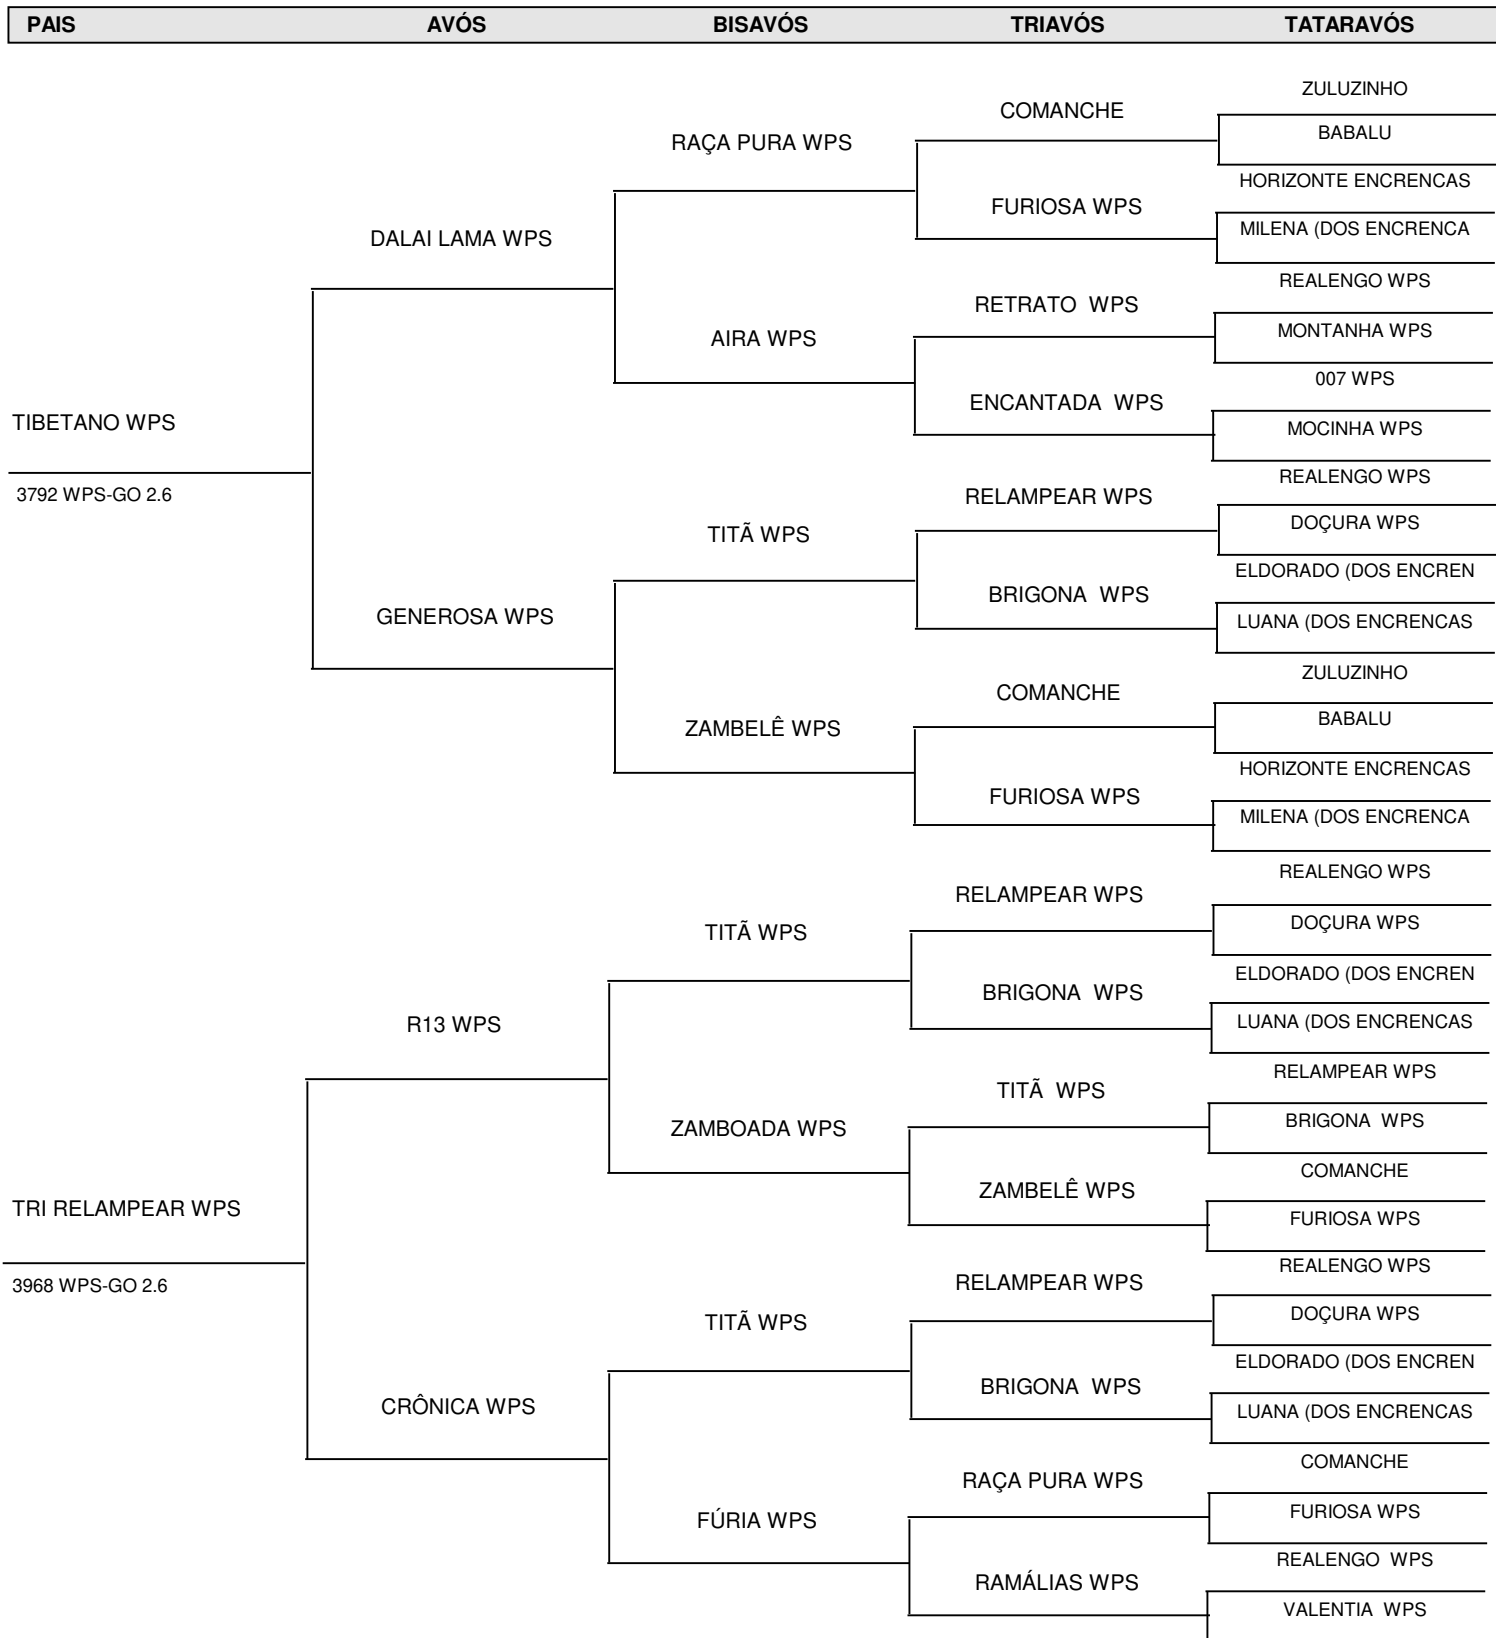 PAIS AVÓS BISAVÓS TRIAVÓS TATARAVÓS
ZULUZINHO
COMANCHE
BABALU
RAÇA PURA WPS
HORIZONTE ENCRENCAS
FURIOSA WPS
MILENA (DOS ENCRENCA
DALAI LAMA WPS
REALENGO WPS
RETRATO WPS
MONTANHA WPS
AIRA WPS
007 WPS
ENCANTADA WPS
MOCINHA WPS
TIBETANO WPS
3792 WPS-GO 2.6
REALENGO WPS
RELAMPEAR WPS
DOÇURA WPS
TITÃ WPS
ELDORADO (DOS ENCREN
BRIGONA WPS
LUANA (DOS ENCRENCAS
GENEROSA WPS
ZULUZINHO
COMANCHE
BABALU
ZAMBELÊ WPS
HORIZONTE ENCRENCAS
FURIOSA WPS
MILENA (DOS ENCRENCA
REALENGO WPS
RELAMPEAR WPS
DOÇURA WPS
TITÃ WPS
ELDORADO (DOS ENCREN
BRIGONA WPS
LUANA (DOS ENCRENCAS
R13 WPS
RELAMPEAR WPS
TITÃ WPS
BRIGONA WPS
ZAMBOADA WPS
COMANCHE
ZAMBELÊ WPS
FURIOSA WPS
TRI RELAMPEAR WPS
3968 WPS-GO 2.6
REALENGO WPS
RELAMPEAR WPS
DOÇURA WPS
TITÃ WPS
ELDORADO (DOS ENCREN
BRIGONA WPS
LUANA (DOS ENCRENCAS
CRÔNICA WPS
COMANCHE
RAÇA PURA WPS
FURIOSA WPS
FÚRIA WPS
REALENGO WPS
RAMÁLIAS WPS
VALENTIA WPS